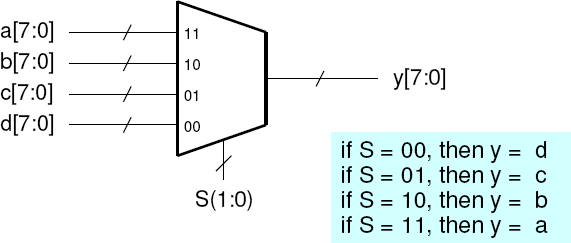 a[7:0]
b[7:0]
c[7:0]
d[7:0]
11
10
01
00
y[7:0]
S(1:0)
if S = 00, then y = d
if S = 01, then y = c
if S = 10, then y = b
if S = 11, then y = a